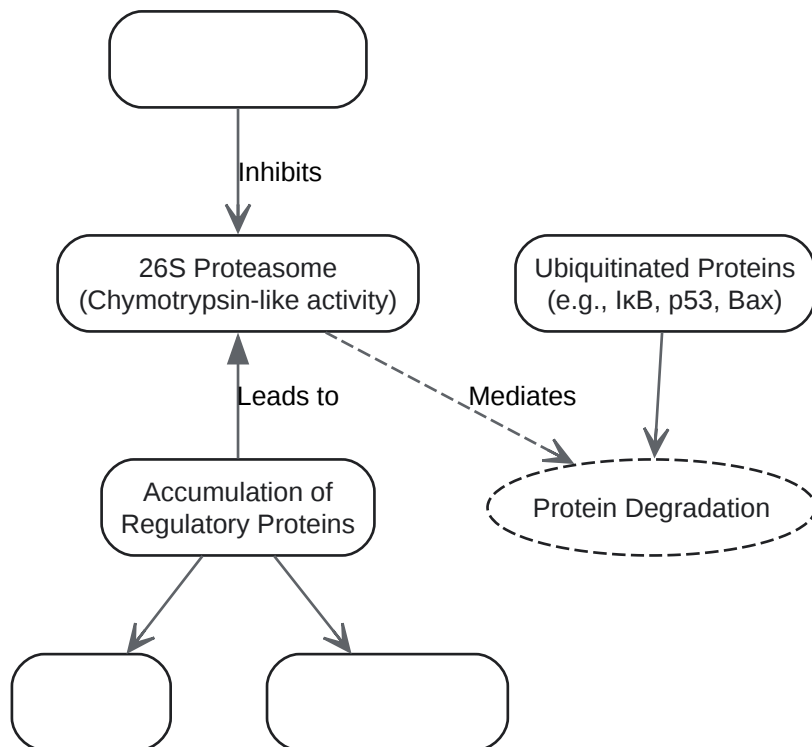 Inhibits
26S Proteasome
(Chymotrypsin-like activity)
Ubiquitinated Proteins
(e.g., IκB, p53, Bax)
Leads to
Mediates
Accumulation of
Regulatory Proteins
Protein Degradation